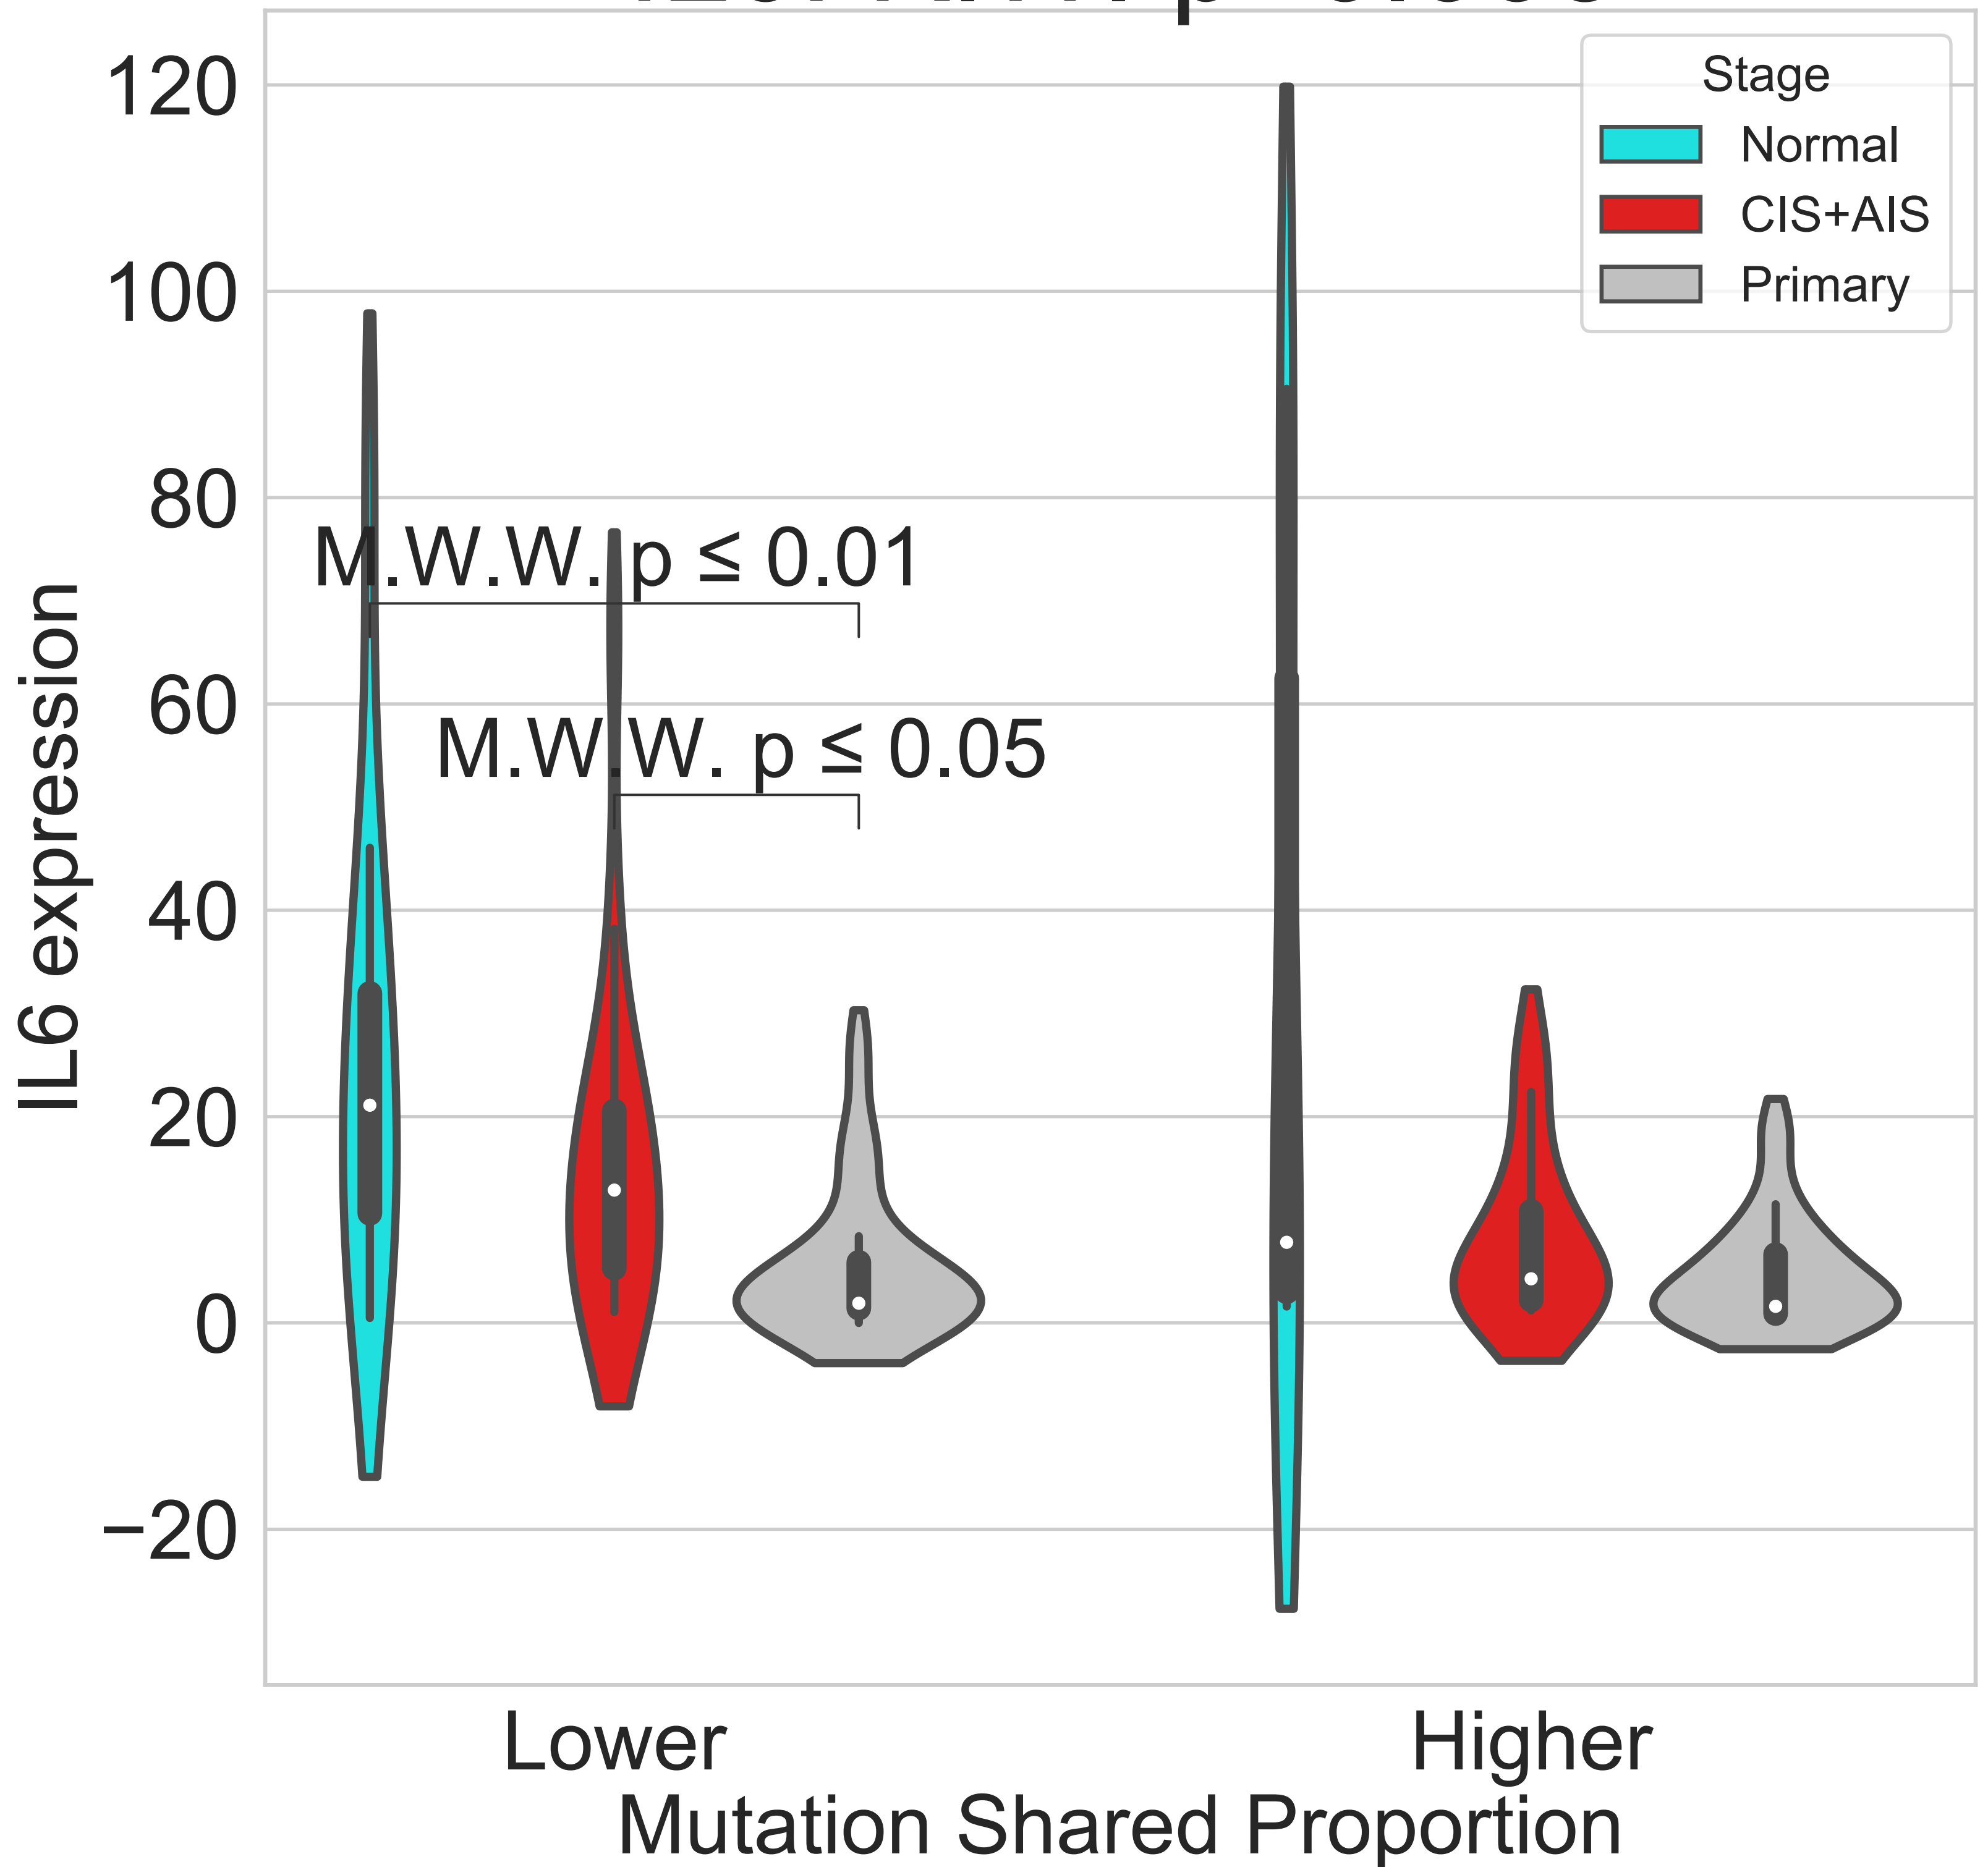 120
100
80
60
40
20
0
−20
IL6 expression
Stage
Normal
CIS+AIS
Primary
M.W.W. p ≤ 0.01
M.W.W. p ≤ 0.05
Lower
Higher
Mutation Shared Proportion